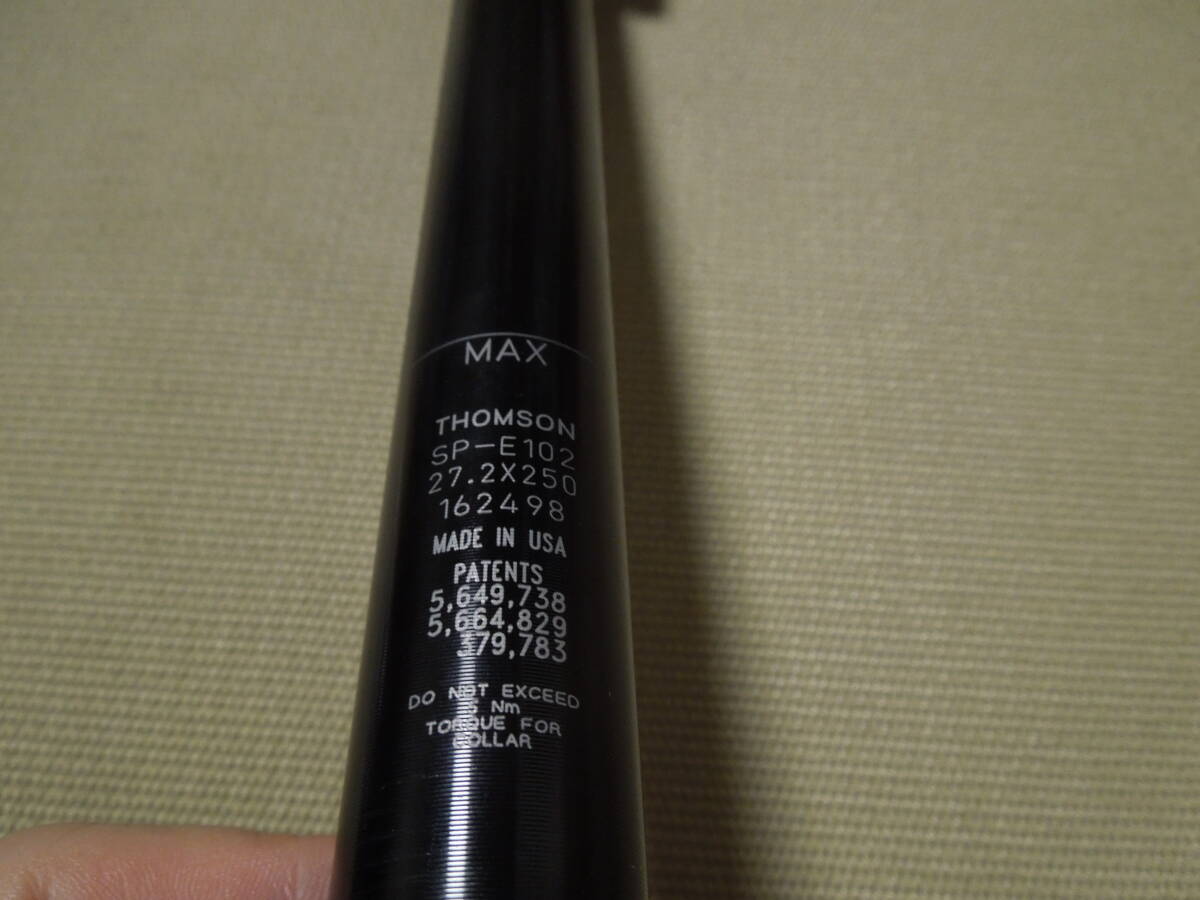 MAX
THOMSON
SP-E102
27.2X250
162498
MADE IN USA
PATENTS
5,649,738
5,664,829
379,783
DO NOT EXCEED
5 Nm
TORQUE FOR
COLLAR